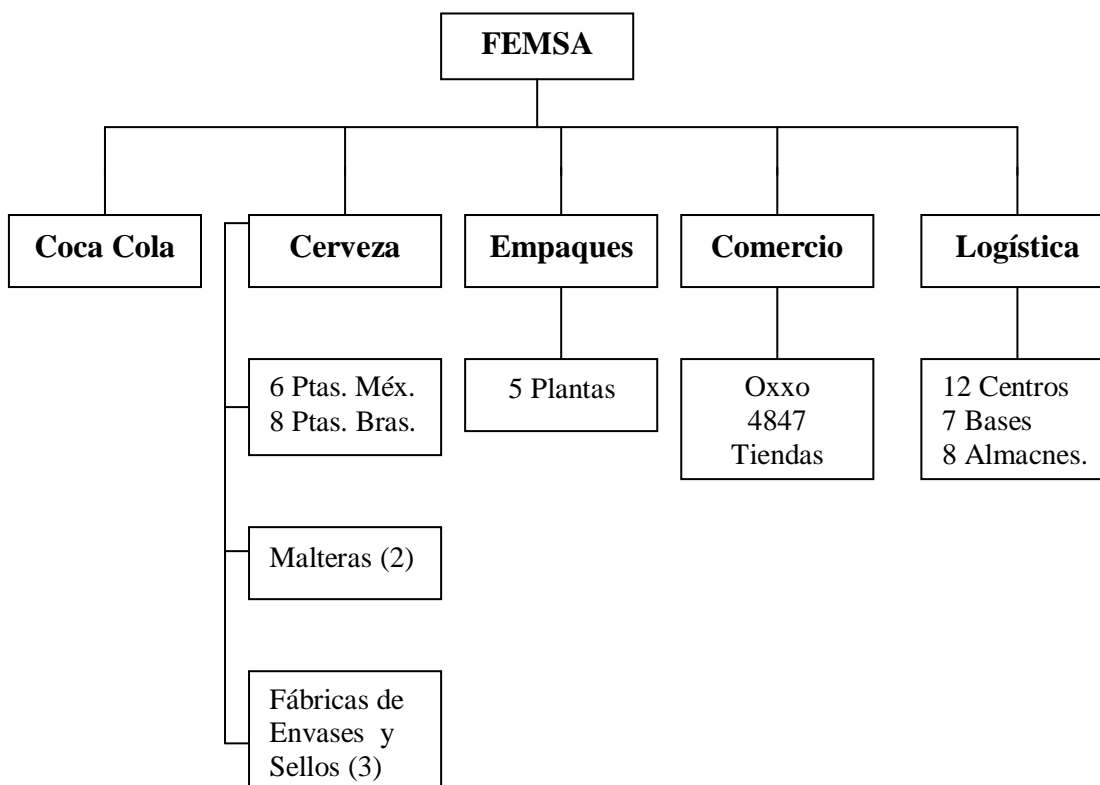 FEMSA
Coca Cola
Cerveza
Empaques
Comercio
Logística
6 Ptas. Méx.
8 Ptas. Bras.
5 Plantas
Oxxo
4847
Tiendas
12 Centros
7 Bases
8 Almacnes.
Malteras (2)
Fábricas de
Envases y
Sellos (3)